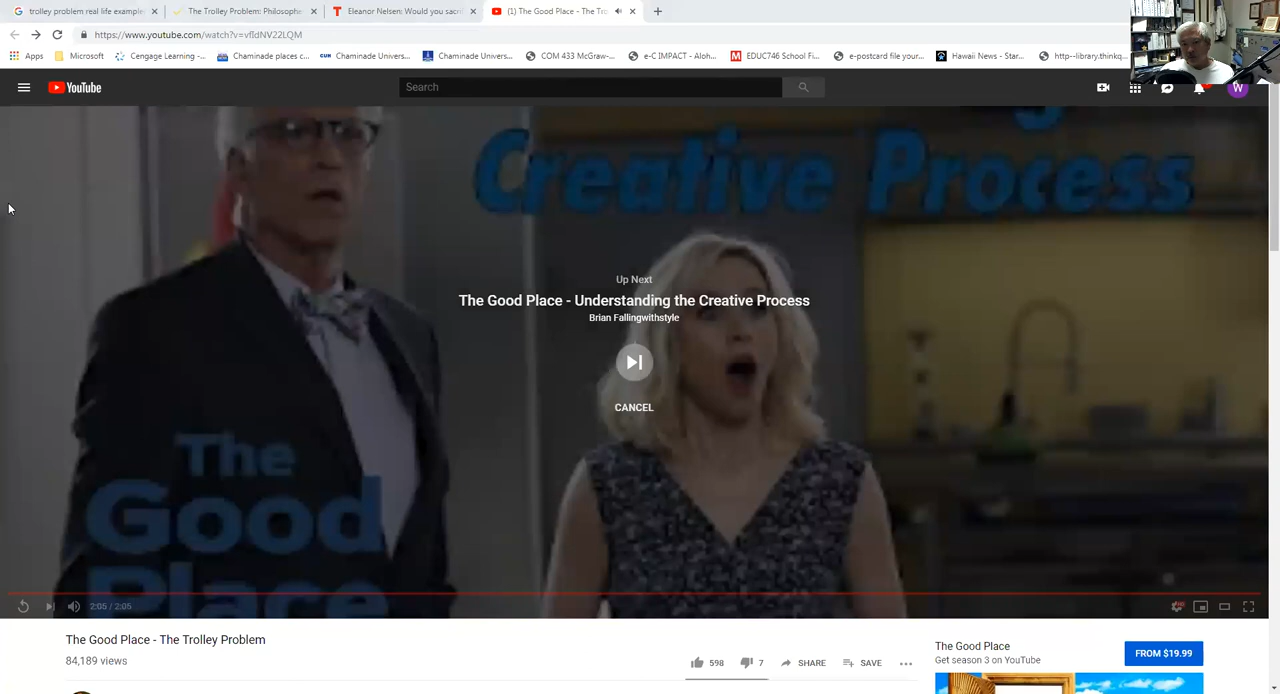 trolley problem real life example
The Trolley Problem: Philosophe
Eleanor Nelsen: Would you sacri
(1) The Good Place - The Tro
https://www.youtube.com/watch?v=vfIdNV22LQM
Apps
Microsoft
Cengage Learning -...
Chaminade places c...
CUH Chaminade Univers...
Chaminade Univers...
COM 433 McGraw-...
e-C IMPACT - Aloh...
EDUC746 School Fi...
e-postcard file your...
Hawaii News - Star...
http--library.thinkq...
YouTube
Search
W
Creative Process
Up Next
The Good Place - Understanding the Creative Process
Brian Fallingwithstyle
CANCEL
The
Good
Place
2:05 / 2:05
HD
The Good Place - The Trolley Problem
84,189 views
598
7
SHARE
SAVE
The Good Place
Get season 3 on YouTube
FROM $19.99